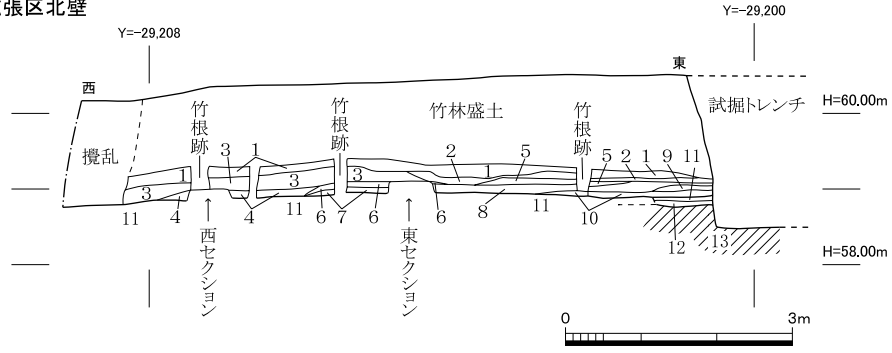 張区北壁
Y=-29,208
Y=-29,200
西
東
H=60.00m
H=58.00m
攪乱
竹根跡
竹根跡
竹林盛土
竹根跡
試掘トレンチ
1 3 1 3 1 2 5 1 5 2 1 9 11
3 3
11 4 4 11 6 7 6 6 8 11 10 12 13
西セクション
東セクション
0 3m